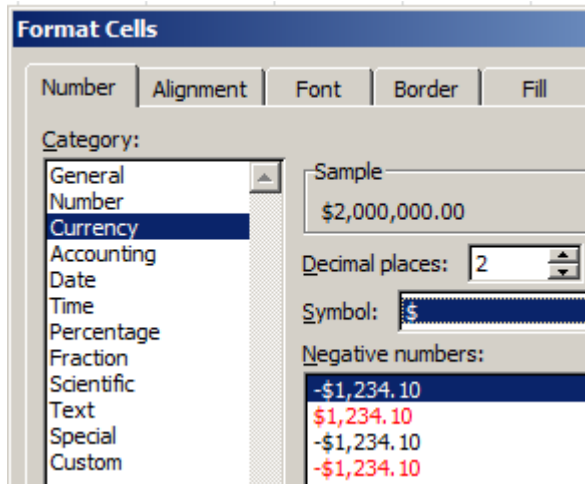 Format Cells
Number Alignment Font Border Fill
Category:
General
Number
Currency
Accounting
Date
Time
Percentage
Fraction
Scientific
Text
Special
Custom
Sample
$2,000,000.00
Decimal places: 2
Symbol: $
Negative numbers:
-$1,234.10
$1,234.10
-$1,234.10
-$1,234.10